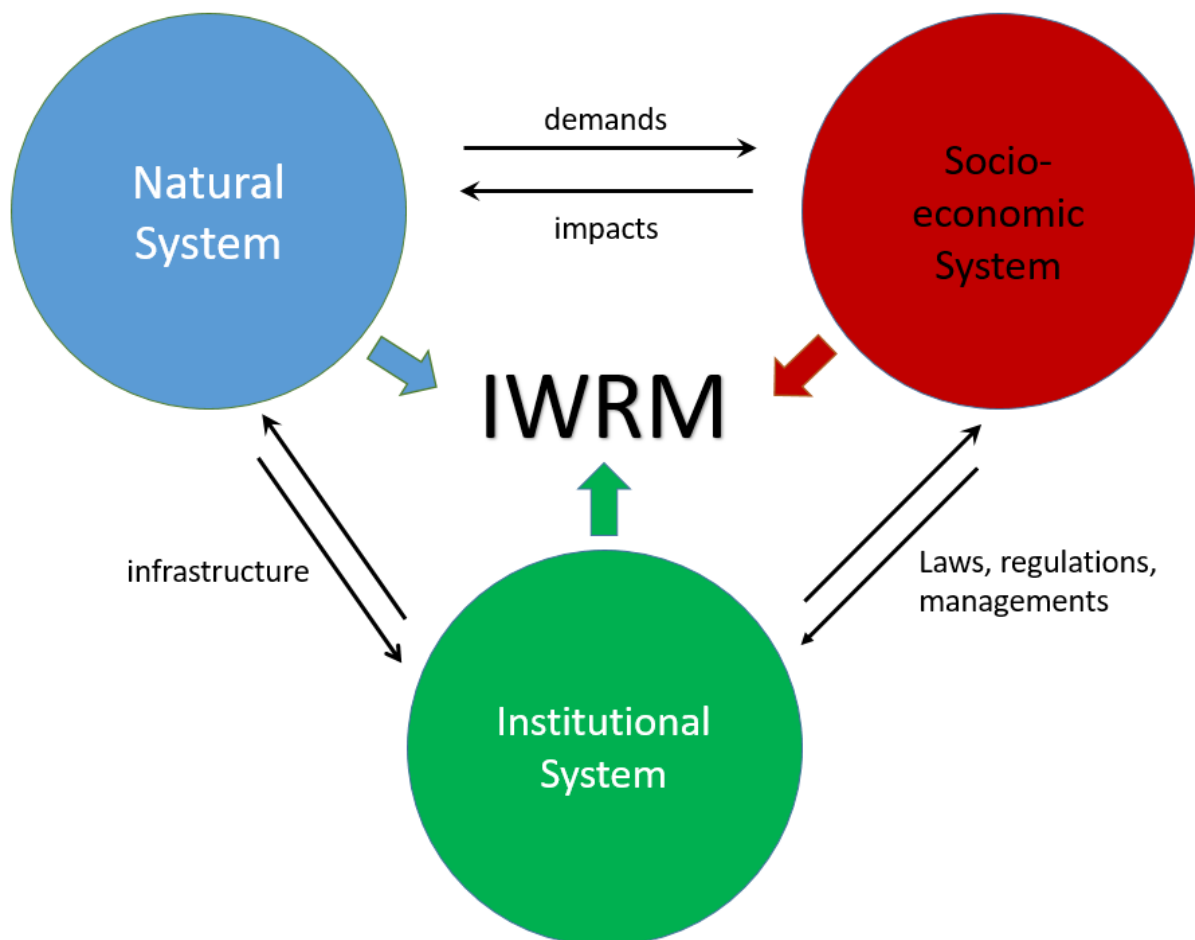 demands
Natural
System
Socio-
economic
System
impacts
IWRM
infrastructure
Laws, regulations,
managements
Institutional
System